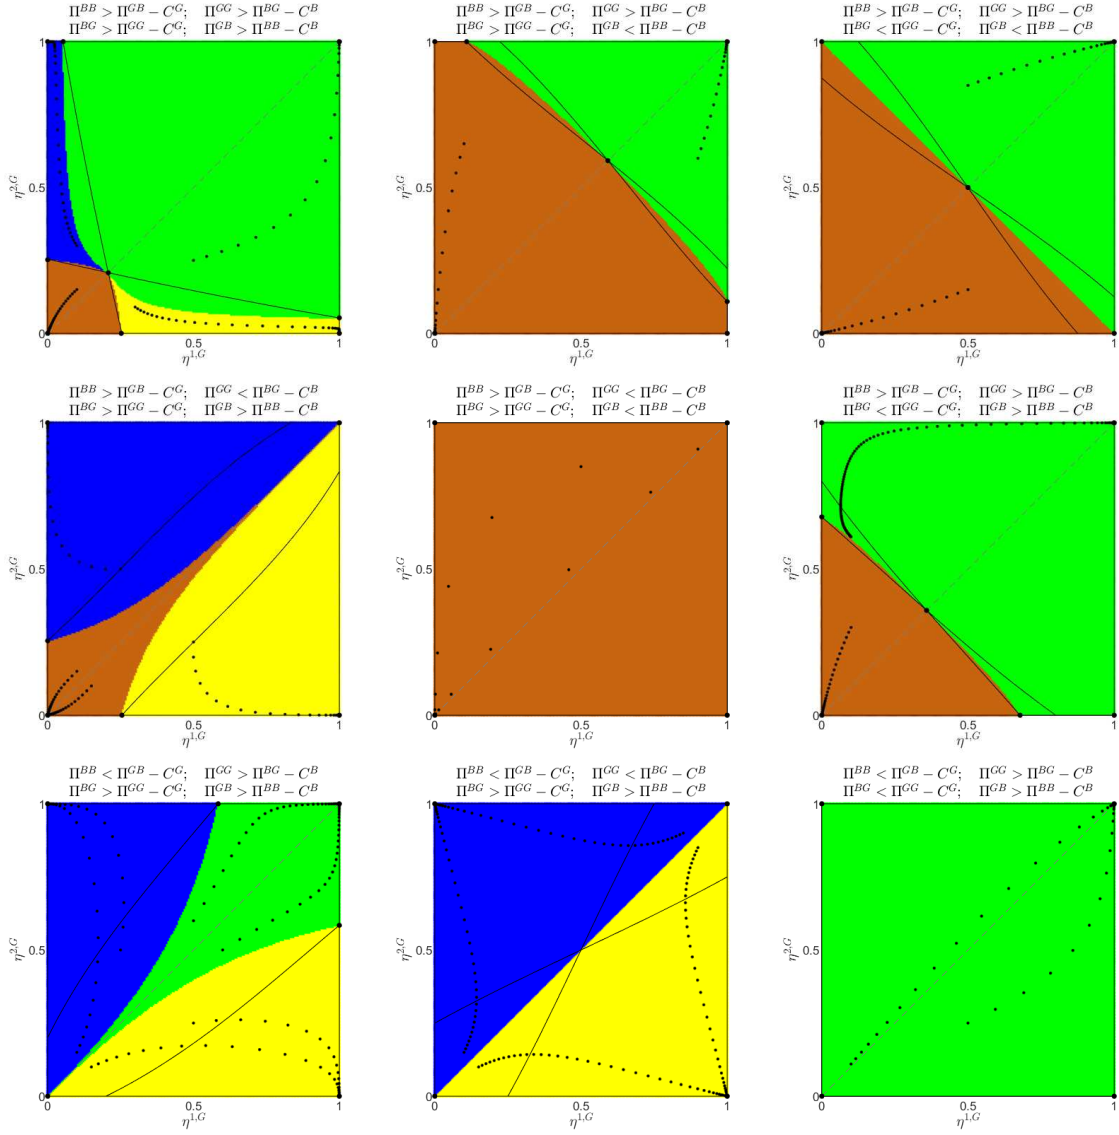 Π^{BB} > Π^{GB} − C^G;   Π^{GG} > Π^{BG} − C^B
Π^{BG} > Π^{GG} − C^G;   Π^{GB} > Π^{BB} − C^B
1
η^{2,G}
0.5
0
0 0.5 1
η^{1,G}
Π^{BB} > Π^{GB} − C^G;   Π^{GG} > Π^{BG} − C^B
Π^{BG} > Π^{GG} − C^G;   Π^{GB} < Π^{BB} − C^B
1
η^{2,G}
0.5
0
0 0.5 1
η^{1,G}
Π^{BB} > Π^{GB} − C^G;   Π^{GG} > Π^{BG} − C^B
Π^{BG} < Π^{GG} − C^G;   Π^{GB} < Π^{BB} − C^B
1
η^{2,G}
0.5
0
0 0.5 1
η^{1,G}
Π^{BB} > Π^{GB} − C^G;   Π^{GG} < Π^{BG} − C^B
Π^{BG} > Π^{GG} − C^G;   Π^{GB} > Π^{BB} − C^B
1
η^{2,G}
0.5
0
0 0.5 1
η^{1,G}
Π^{BB} > Π^{GB} − C^G;   Π^{GG} < Π^{BG} − C^B
Π^{BG} > Π^{GG} − C^G;   Π^{GB} < Π^{BB} − C^B
1
η^{2,G}
0.5
0
0 0.5 1
η^{1,G}
Π^{BB} > Π^{GB} − C^G;   Π^{GG} > Π^{BG} − C^B
Π^{BG} < Π^{GG} − C^G;   Π^{GB} > Π^{BB} − C^B
1
η^{2,G}
0.5
0
0 0.5 1
η^{1,G}
Π^{BB} < Π^{GB} − C^G;   Π^{GG} > Π^{BG} − C^B
Π^{BG} > Π^{GG} − C^G;   Π^{GB} > Π^{BB} − C^B
1
η^{2,G}
0.5
0
0 0.5 1
η^{1,G}
Π^{BB} < Π^{GB} − C^G;   Π^{GG} < Π^{BG} − C^B
Π^{BG} > Π^{GG} − C^G;   Π^{GB} > Π^{BB} − C^B
1
η^{2,G}
0.5
0
0 0.5 1
η^{1,G}
Π^{BB} < Π^{GB} − C^G;   Π^{GG} > Π^{BG} − C^B
Π^{BG} < Π^{GG} − C^G;   Π^{GB} > Π^{BB} − C^B
1
η^{2,G}
0.5
0
0 0.5 1
η^{1,G}